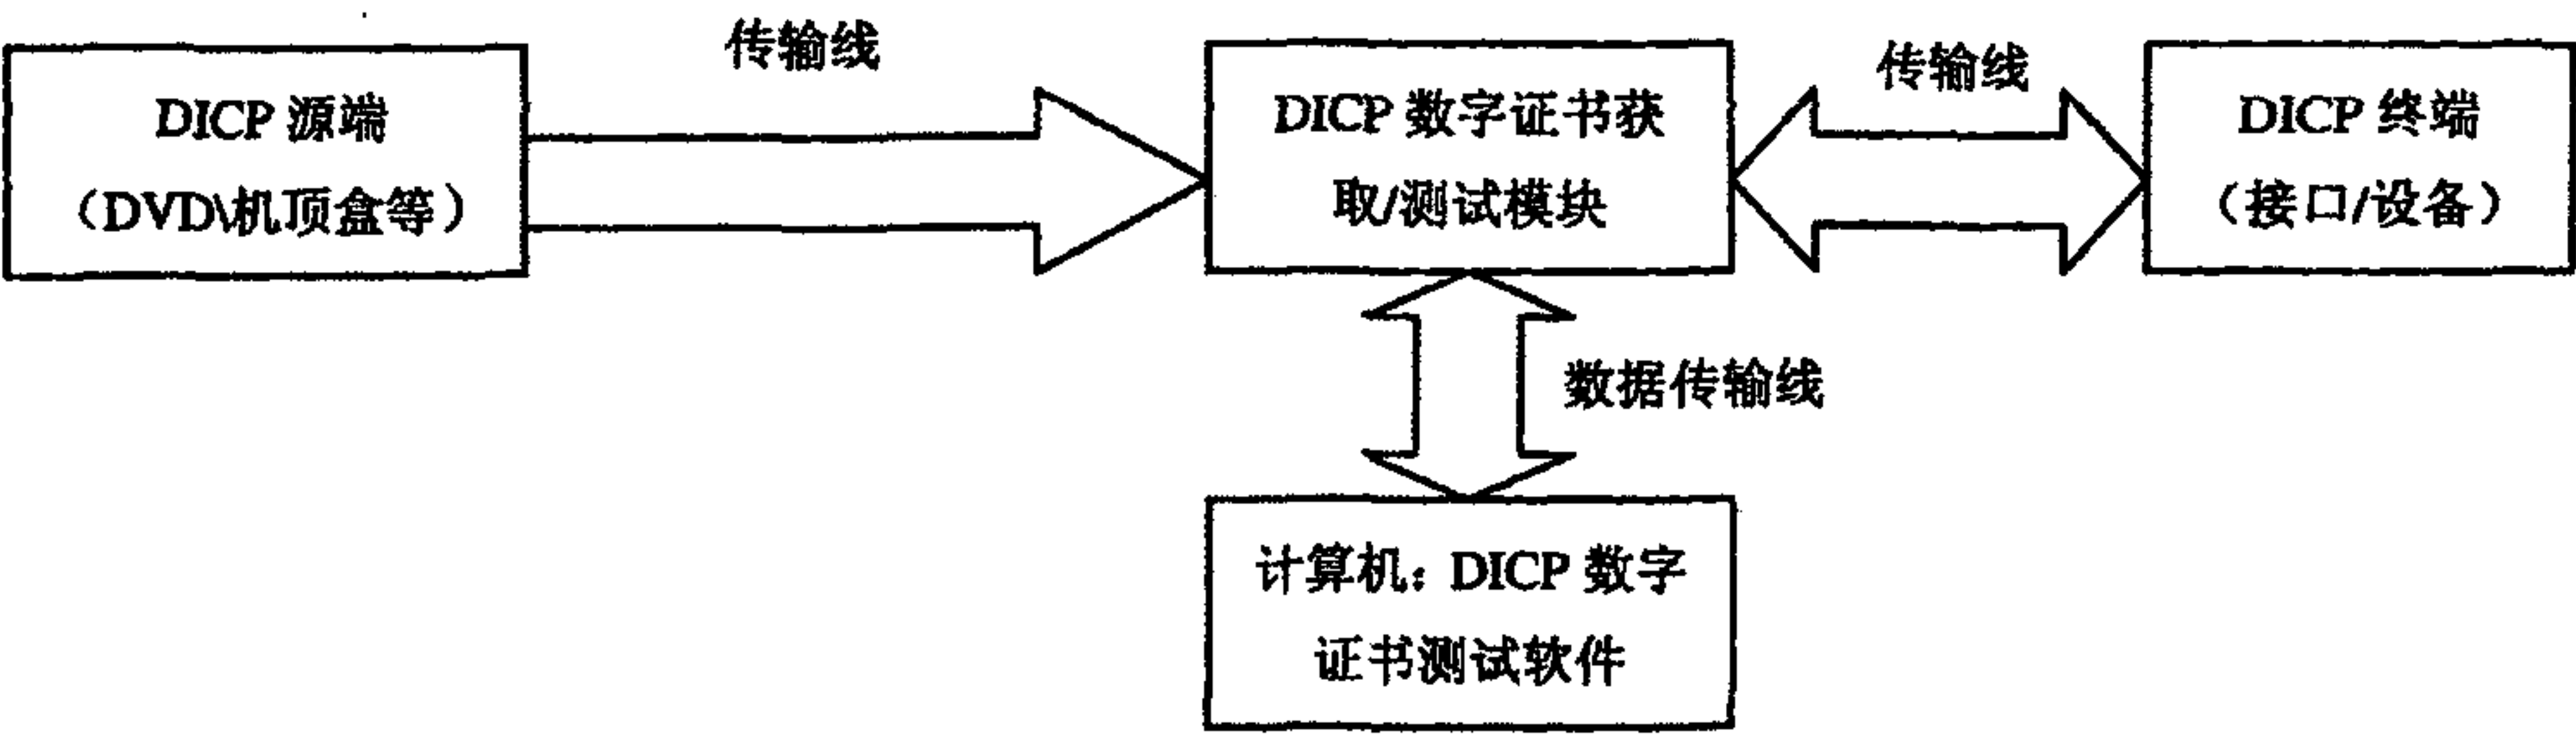 传输线
传输线
DICP 源端
（DVD\机顶盒等）
DICP 数字证书获
取/测试模块
DICP 终端
（接口/设备）
数据传输线
计算机：DICP 数字
证书测试软件